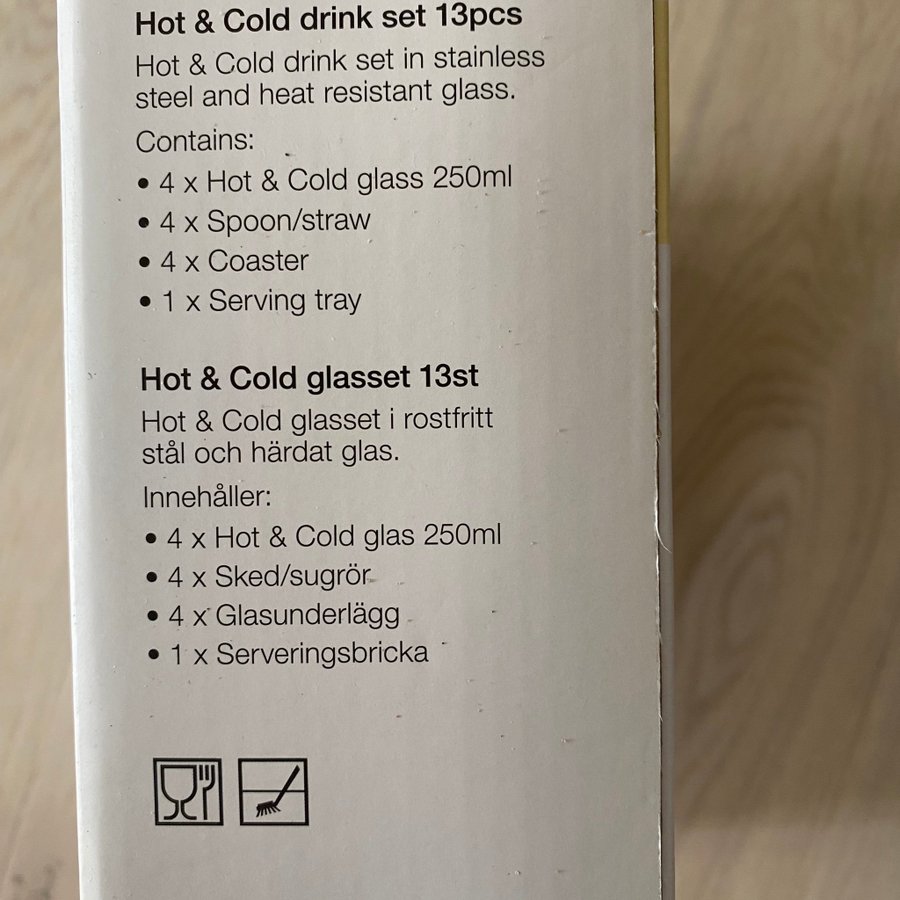 Hot & Cold drink set 13pcs
Hot & Cold drink set in stainless
steel and heat resistant glass.
Contains:
• 4 x Hot & Cold glass 250ml
• 4 x Spoon/straw
• 4 x Coaster
• 1 x Serving tray
Hot & Cold glasset 13st
Hot & Cold glasset i rostfritt
stål och härdat glas.
Innehåller:
• 4 x Hot & Cold glas 250ml
• 4 x Sked/sugrör
• 4 x Glasunderlägg
• 1 x Serveringsbricka